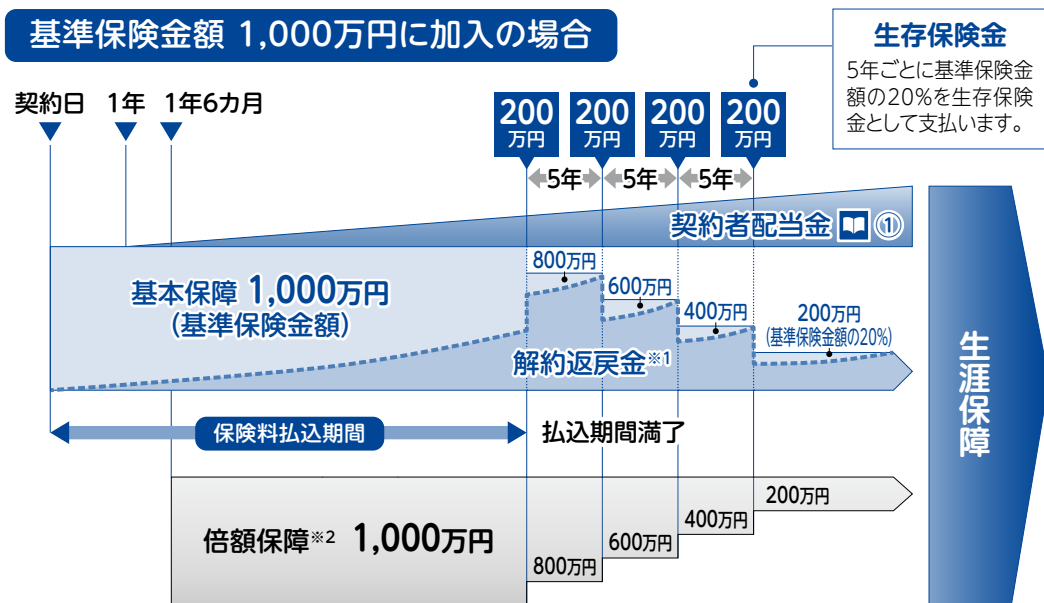 基準保険金額 1,000万円に加入の場合
生存保険金
5年ごとに基準保険金
額の20%を生存保険
金として支払います。
契約日 1年 1年6カ月
200 200 200 200
万円 万円 万円 万円
5年 5年 5年
契約者配当金 ①
800万円
基本保障 1,000万円
(基準保険金額)
600万円
400万円
200万円
(基準保険金額の20%)
解約返戻金※1
生涯保障
保険料払込期間 払込期間満了
倍額保障※2 1,000万円
800万円
600万円
400万円
200万円